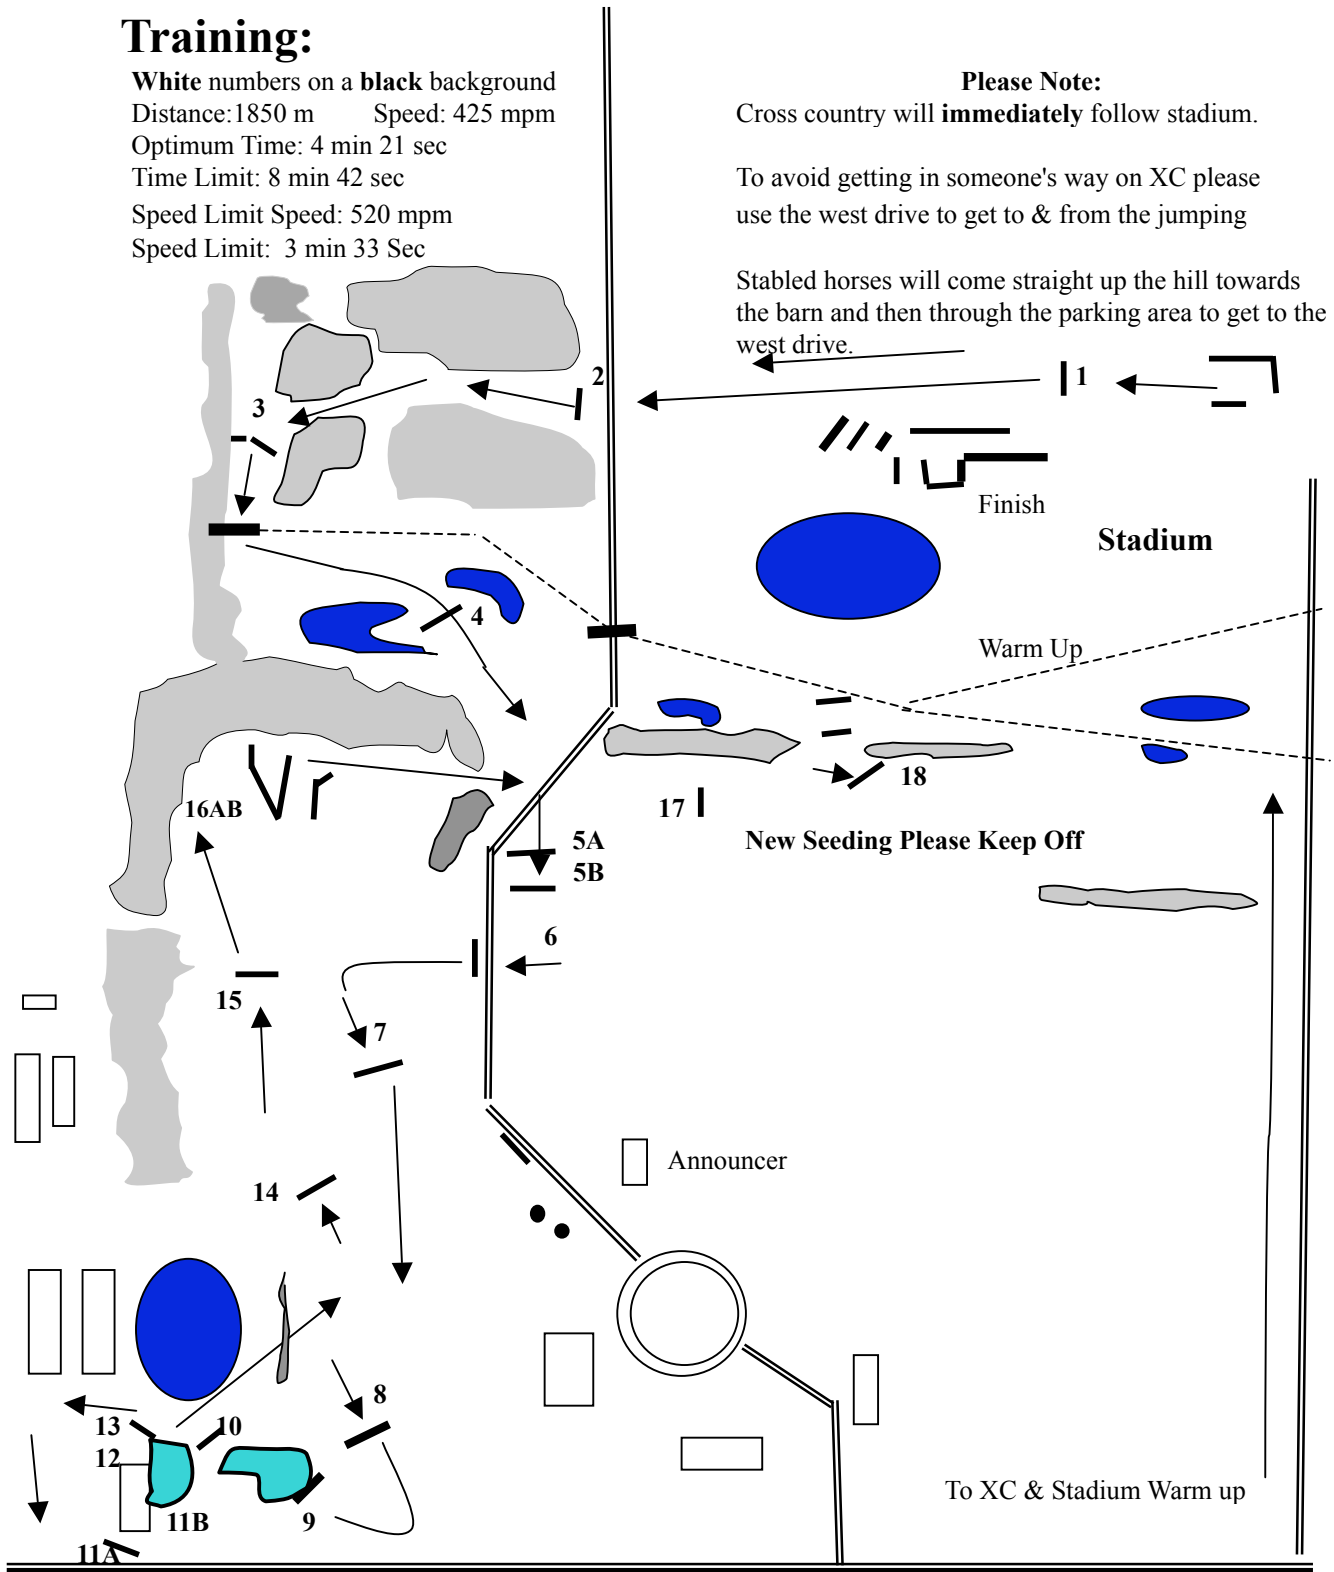 Training:
White numbers on a black background
Distance:1850 m Speed: 425 mpm
Optimum Time: 4 min 21 sec
Time Limit: 8 min 42 sec
Speed Limit Speed: 520 mpm
Speed Limit: 3 min 33 Sec
Please Note:
Cross country will immediately follow stadium.
To avoid getting in someone's way on XC please
use the west drive to get to & from the jumping
Stabled horses will come straight up the hill towards
the barn and then through the parking area to get to the
west drive.
2
1
3
Finish
Stadium
4
Warm Up
18
16AB
17
5A
New Seeding Please Keep Off
5B
6
15
7
Announcer
14
8
13
10
12
To XC & Stadium Warm up
11B
9
11A